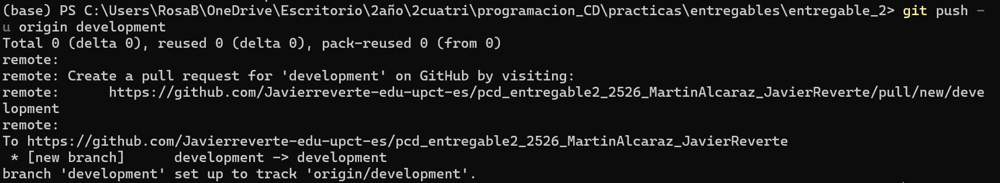 (base) PS C:\Users\RosaB\OneDrive\Escritorio\2año\2cuatri\programacion_CD\practicas\entregables\entregable_2> git push -
u origin development
Total 0 (delta 0), reused 0 (delta 0), pack-reused 0 (from 0)
remote:
remote: Create a pull request for 'development' on GitHub by visiting:
remote:      https://github.com/Javierreverte-edu-upct-es/pcd_entregable2_2526_MartinAlcaraz_JavierReverte/pull/new/deve
lopment
remote:
To https://github.com/Javierreverte-edu-upct-es/pcd_entregable2_2526_MartinAlcaraz_JavierReverte
 * [new branch]      development -> development
branch 'development' set up to track 'origin/development'.